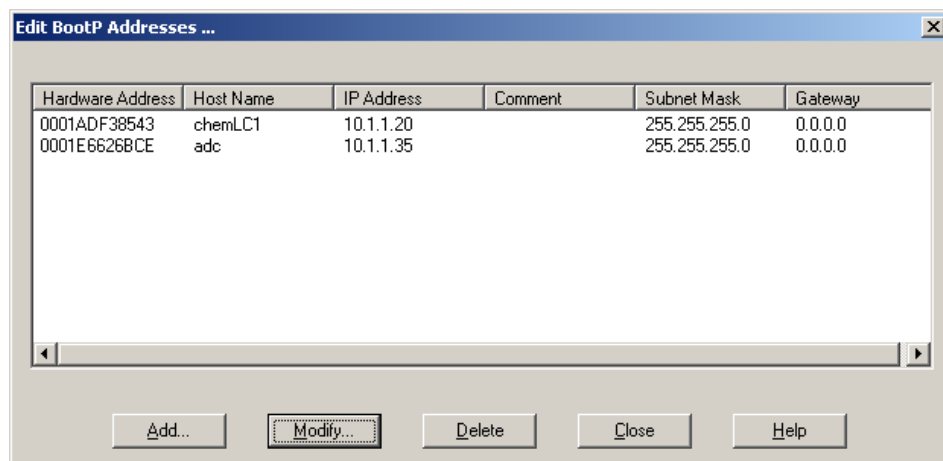 Edit BootP Addresses ...
Hardware Address Host Name IP Address Comment Subnet Mask Gateway
0001ADF38543 chemLC1 10.1.1.20 255.255.255.0 0.0.0.0
0001E6626BCE adc 10.1.1.35 255.255.255.0 0.0.0.0
Add... Modify... Delete Close Help